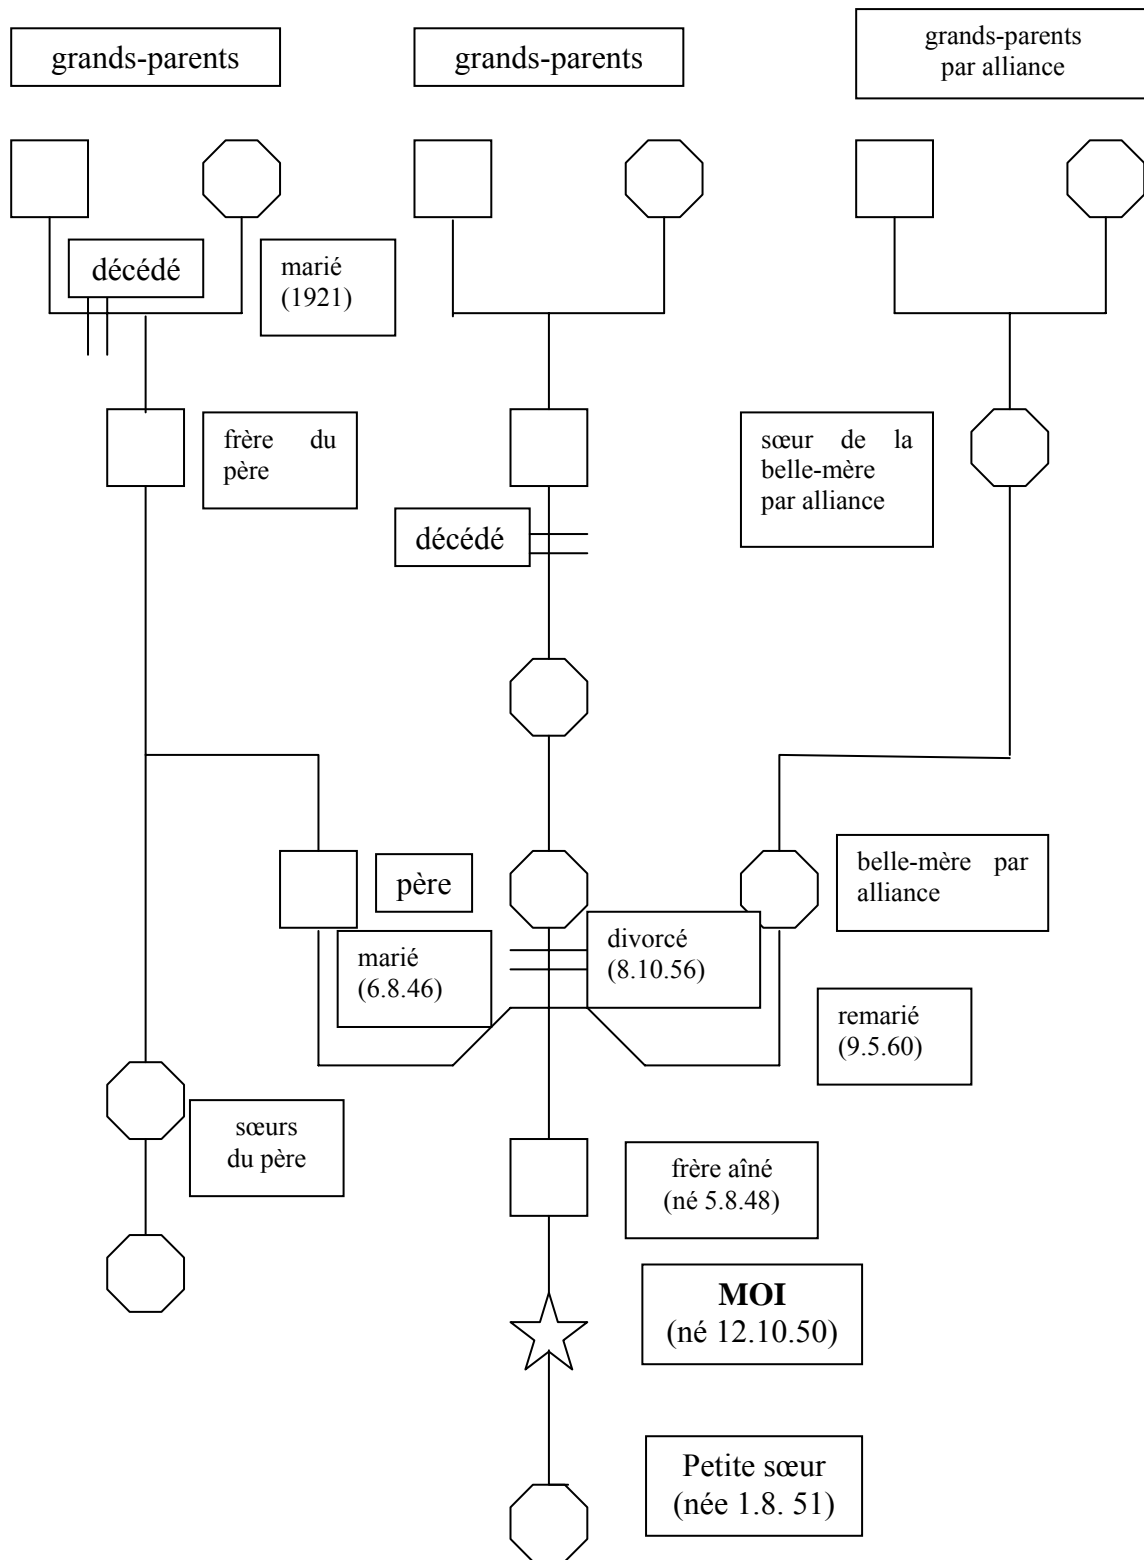 grands-parents
grands-parents
grands-parents
par alliance
décédé
marié
(1921)
frère du
père
sœur de la
belle-mère
par alliance
décédé
père
belle-mère par
alliance
marié
(6.8.46)
divorcé
(8.10.56)
remarié
(9.5.60)
sœurs
du père
frère aîné
(né 5.8.48)
MOI
(né 12.10.50)
Petite sœur
(née 1.8. 51)